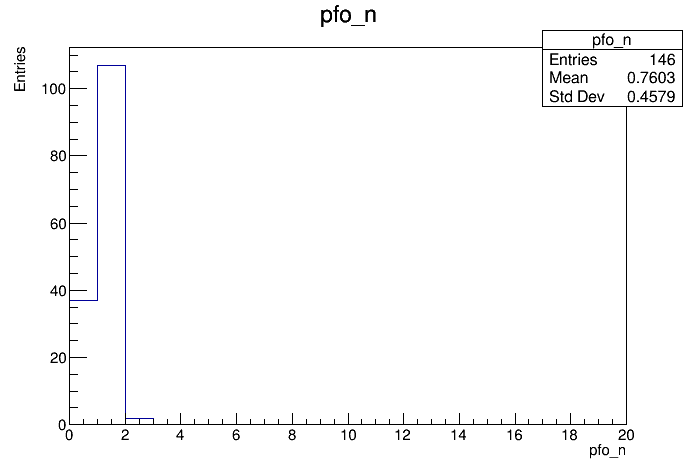 pfo_n
pfo_n
Entries 146
Mean 0.7603
Std Dev 0.4579
Entries
100
80
60
40
20
0
0 2 4 6 8 10 12 14 16 18 20
pfo_n